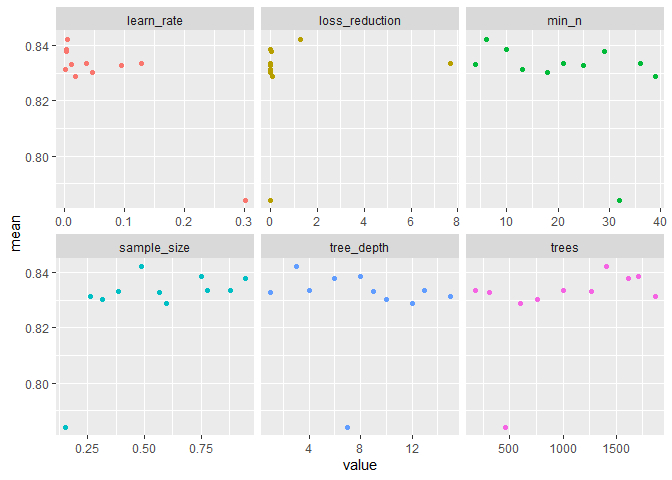 learn_rate loss_reduction min_n
0.84
0.82
0.80
0.0 0.1 0.2 0.3 0 2 4 6 8 10 20 30 40
mean
sample_size tree_depth trees
0.84
0.82
0.80
0.25 0.50 0.75 4 8 12 500 1000 1500
value